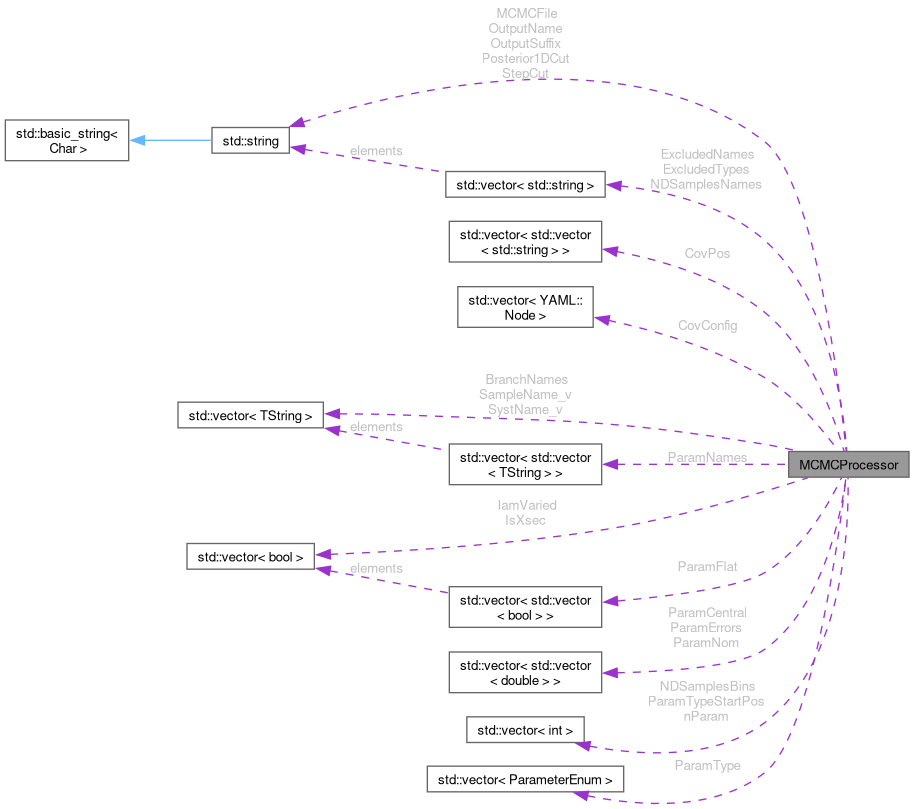 MCMCFile
OutputName
OutputSuffix
Posterior1DCut
StepCut
std::basic_string<
Char >
std::string
elements
std::vector< std::string >
ExcludedNames
ExcludedTypes
NDSamplesNames
std::vector< std::vector
< std::string > >
CovPos
std::vector< YAML::
Node >
CovConfig
BranchNames
SampleName_v
SystName_v
std::vector< TString >
elements
std::vector< std::vector
< TString > >
ParamNames
MCMCProcessor
IamVaried
IsXsec
std::vector< bool >
elements
std::vector< std::vector
< bool > >
ParamFlat
ParamCentral
ParamErrors
ParamNom
std::vector< std::vector
< double > >
NDSamplesBins
ParamTypeStartPos
nParam
std::vector< int >
ParamType
std::vector< ParameterEnum >